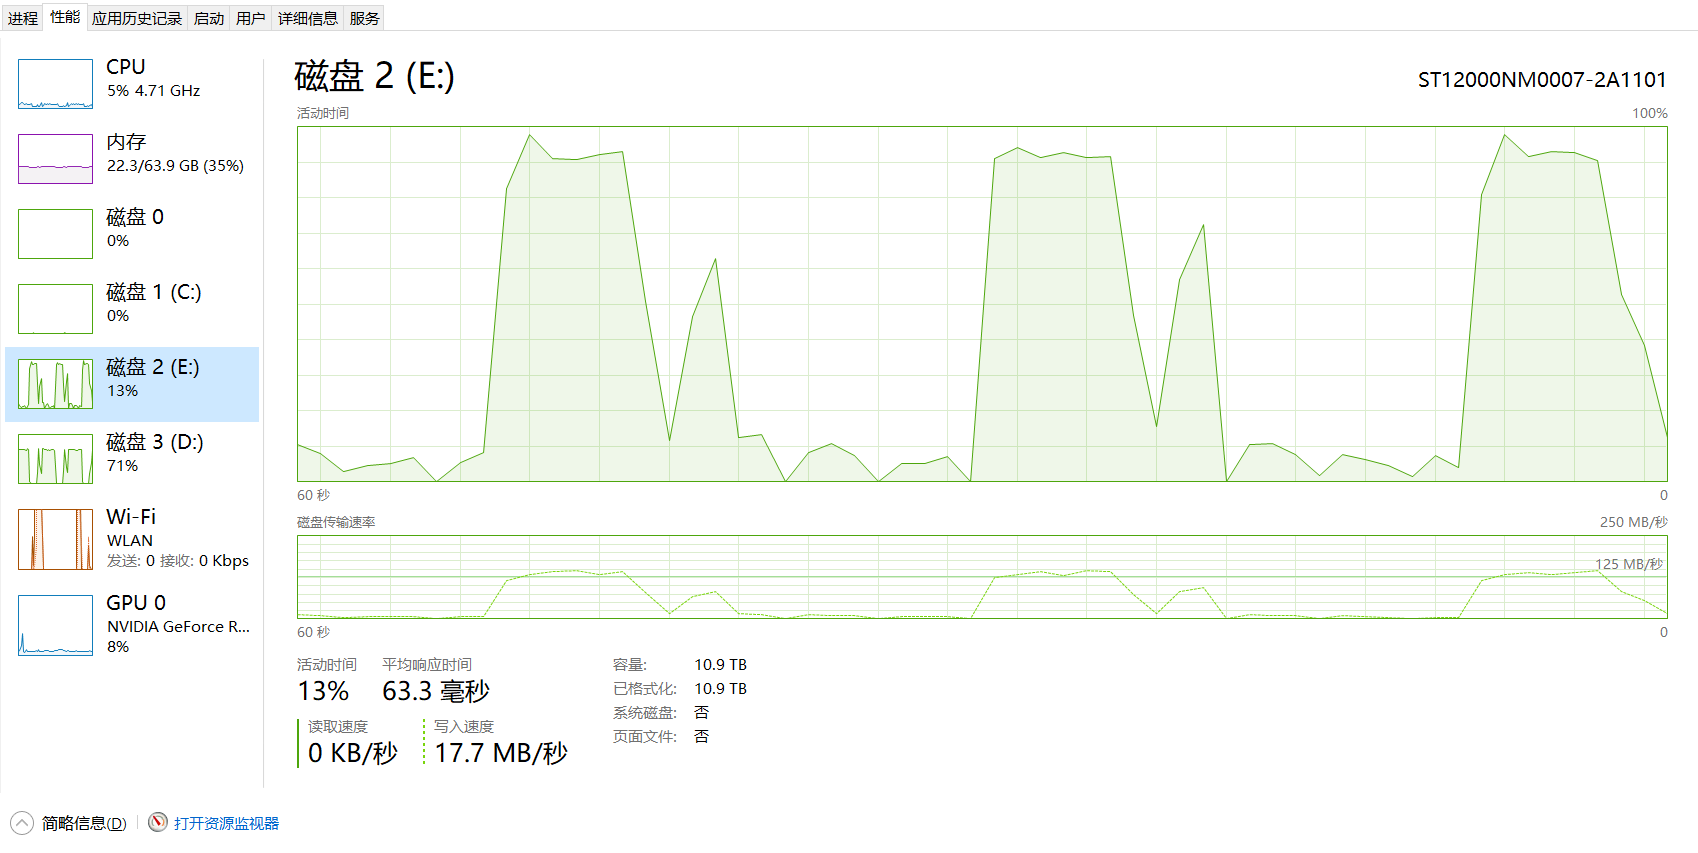 进程 性能 应用历史记录 启动 用户 详细信息 服务
CPU
5% 4.71 GHz
内存
22.3/63.9 GB (35%)
磁盘 0
0%
磁盘 1 (C:)
0%
磁盘 2 (E:)
13%
磁盘 3 (D:)
71%
Wi-Fi
WLAN
发送: 0 接收: 0 Kbps
GPU 0
NVIDIA GeForce R...
8%
磁盘 2 (E:) ST12000NM0007-2A1101
活动时间 100%
60 秒 0
磁盘传输速率 250 MB/秒
125 MB/秒
60 秒 0
活动时间 平均响应时间
13% 63.3 毫秒
读取速度 写入速度
0 KB/秒 17.7 MB/秒
容量: 10.9 TB
已格式化: 10.9 TB
系统磁盘: 否
页面文件: 否
简略信息(D) 打开资源监视器